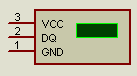 3 VCC
2 DQ
1 GND